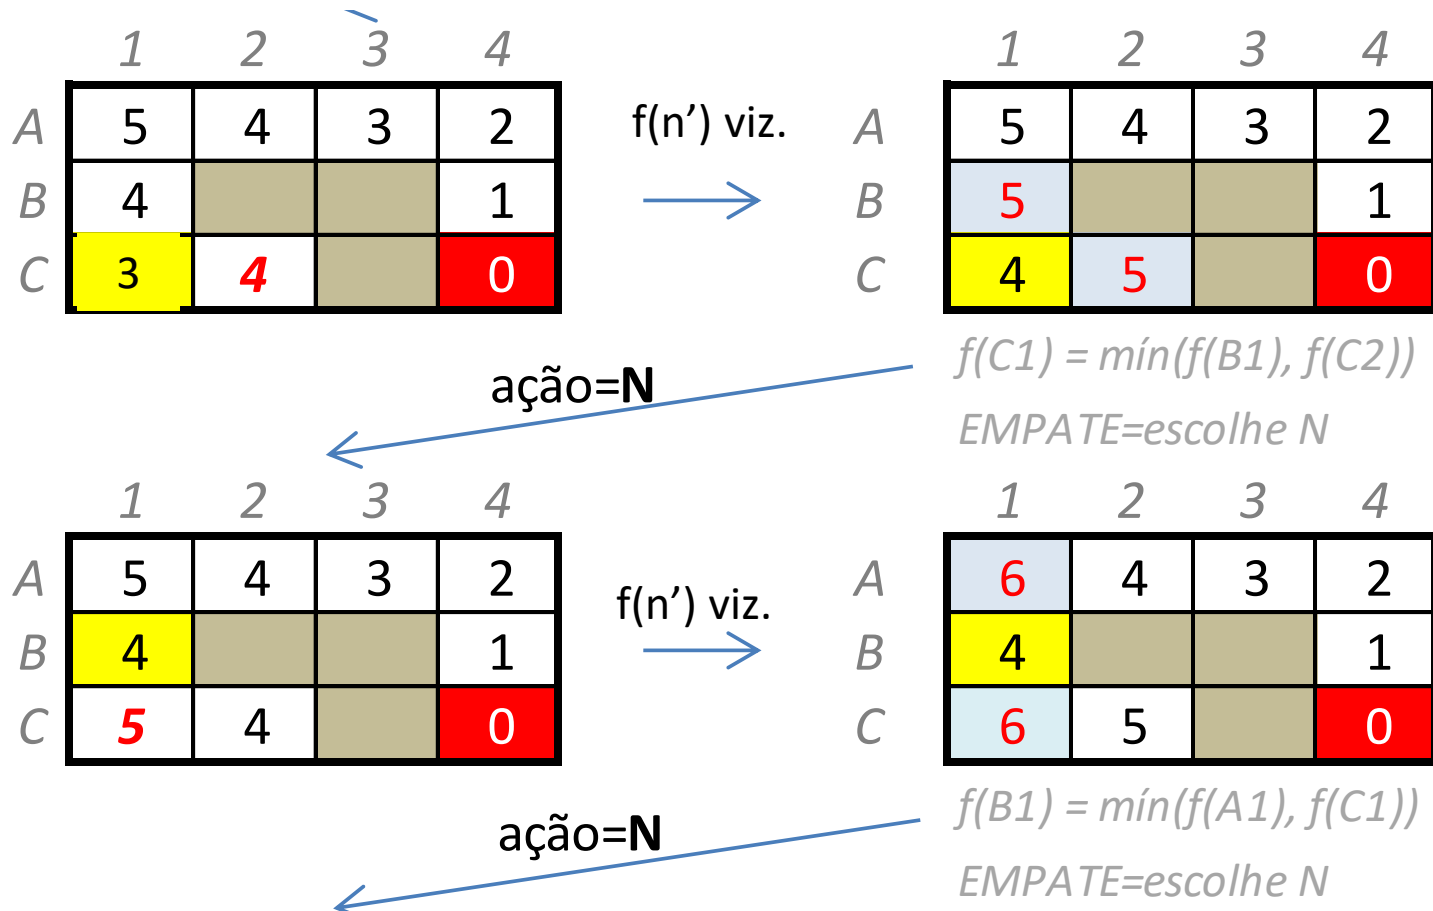 1 2 3 4
A 5 4 3 2
B 4 1
C 3 4 0
f(n’) viz.
1 2 3 4
A 5 4 3 2
B 5 1
C 4 5 0
f(C1) = mín(f(B1), f(C2))
EMPATE=escolhe N
ação=N
1 2 3 4
A 5 4 3 2
B 4 1
C 5 4 0
f(n’) viz.
1 2 3 4
A 6 4 3 2
B 4 1
C 6 5 0
f(B1) = mín(f(A1), f(C1))
EMPATE=escolhe N
ação=N